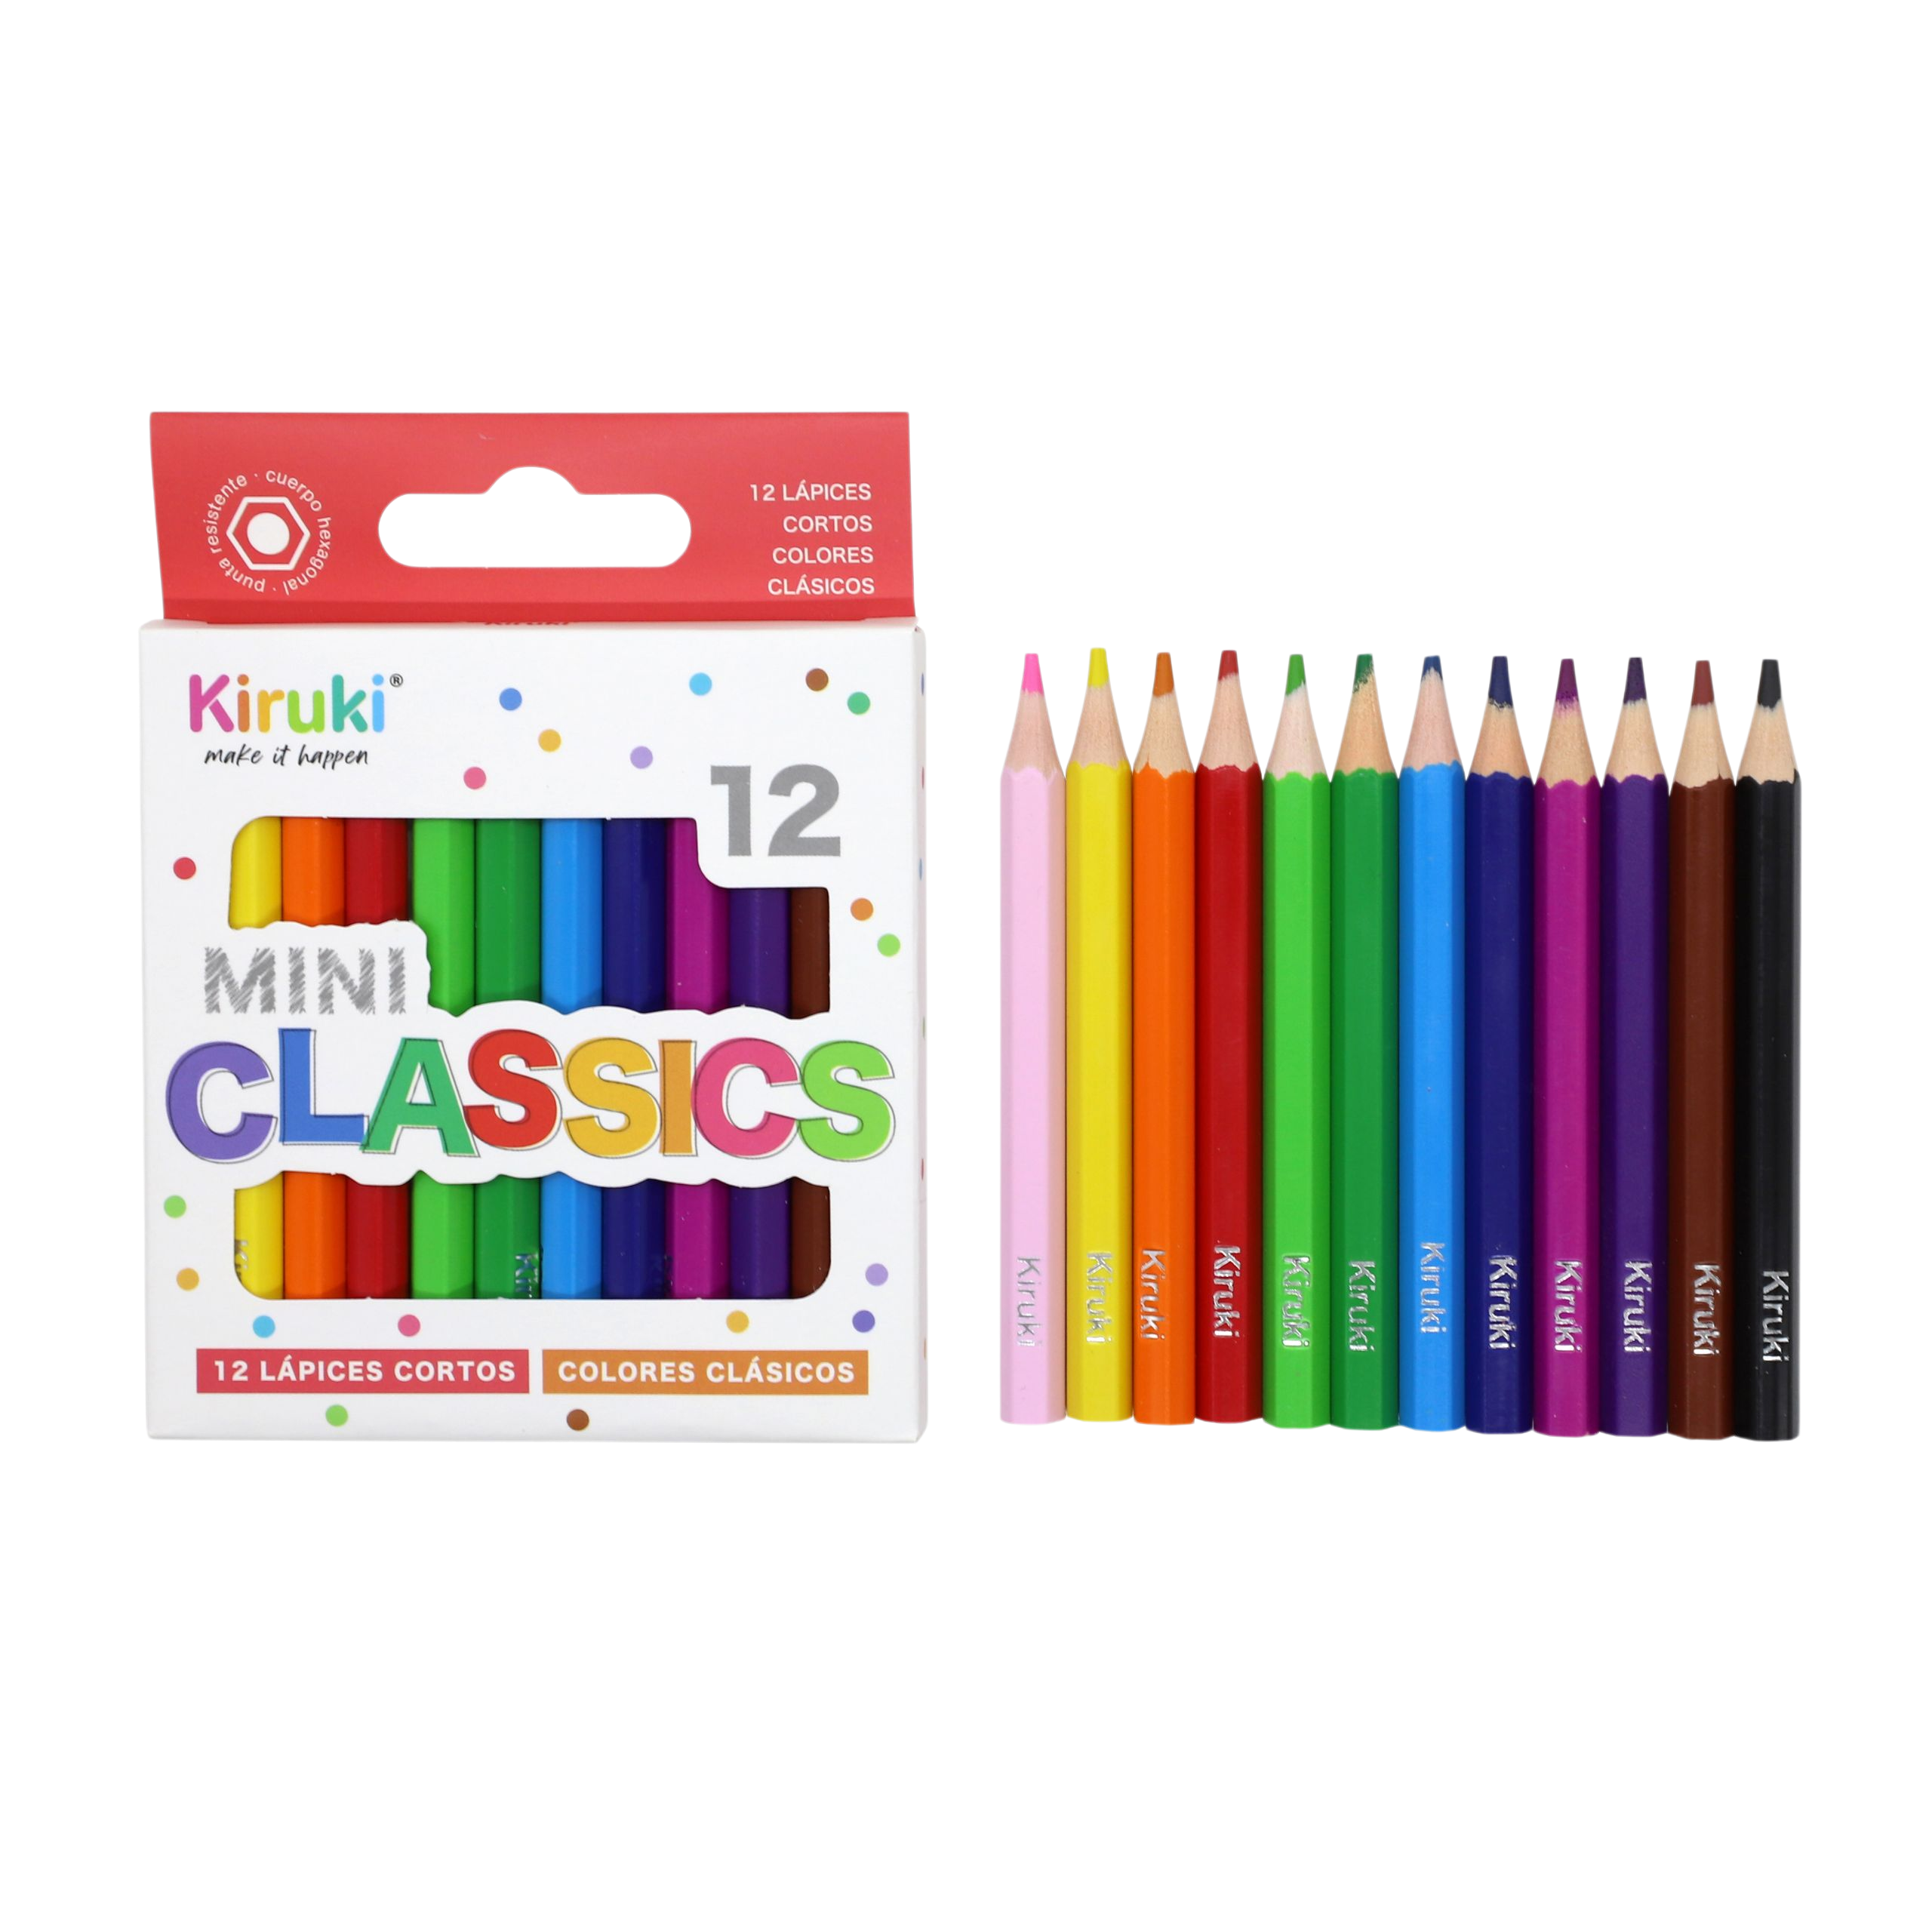 cuerpo hexagonal · punta resistente ·
12 LÁPICES
CORTOS
COLORES
CLÁSICOS
Kiruki®
make it happen
12
MINI
CLASSICS
12 LÁPICES CORTOS
COLORES CLÁSICOS
Kiruki
Kiruki
Kiruki
Kiruki
Kiruki
Kiruki
Kiruki
Kiruki
Kiruki
Kiruki
Kiruki
Kiruki